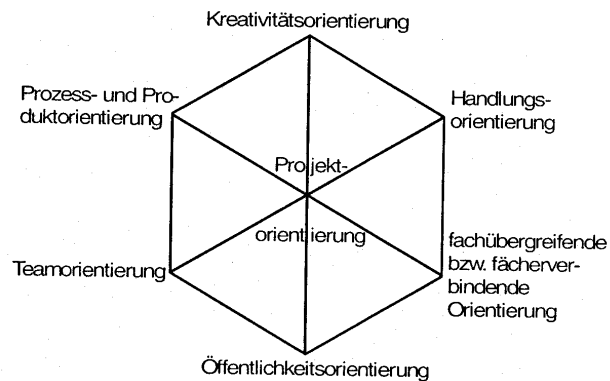 Kreativitätsorientierung
Prozess- und Pro-
duktorientierung
Handlungs-
orientierung
Projekt-
orientierung
Teamorientierung
fachübergreifende
bzw. fächerver-
bindende
Orientierung
Öffentlichkeitsorientierung